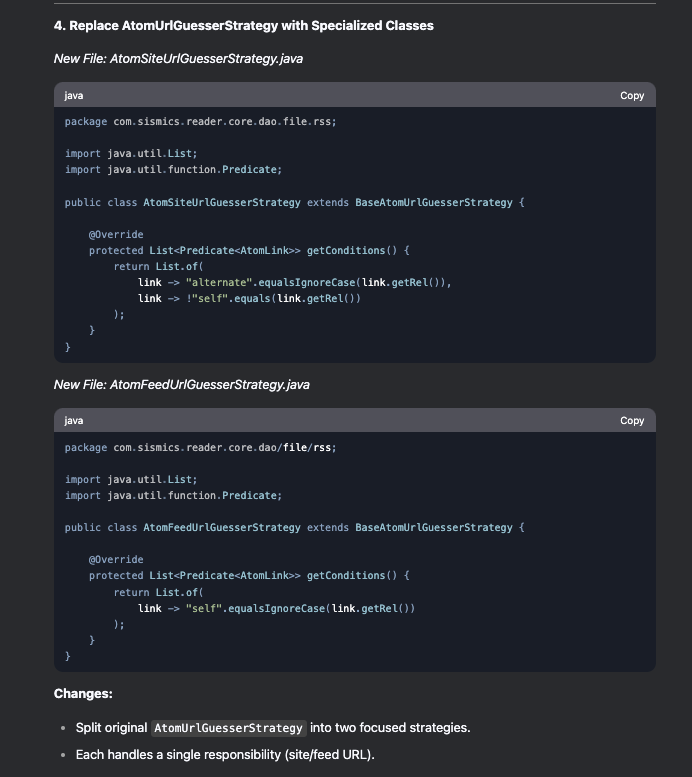 4. Replace AtomUrlGuesserStrategy with Specialized Classes
New File: AtomSiteUrlGuesserStrategy.java
java Copy
package com.sismics.reader.core.dao.file.rss;
import java.util.List;
import java.util.function.Predicate;
public class AtomSiteUrlGuesserStrategy extends BaseAtomUrlGuesserStrategy {
@Override
protected List<Predicate<AtomLink>> getConditions() {
return List.of(
link -> "alternate".equalsIgnoreCase(link.getRel()),
link -> !"self".equals(link.getRel())
);
}
}
New File: AtomFeedUrlGuesserStrategy.java
java Copy
package com.sismics.reader.core.dao/file/rss;
import java.util.List;
import java.util.function.Predicate;
public class AtomFeedUrlGuesserStrategy extends BaseAtomUrlGuesserStrategy {
@Override
protected List<Predicate<AtomLink>> getConditions() {
return List.of(
link -> "self".equalsIgnoreCase(link.getRel())
);
}
}
Changes:
• Split original AtomUrlGuesserStrategy into two focused strategies.
• Each handles a single responsibility (site/feed URL).